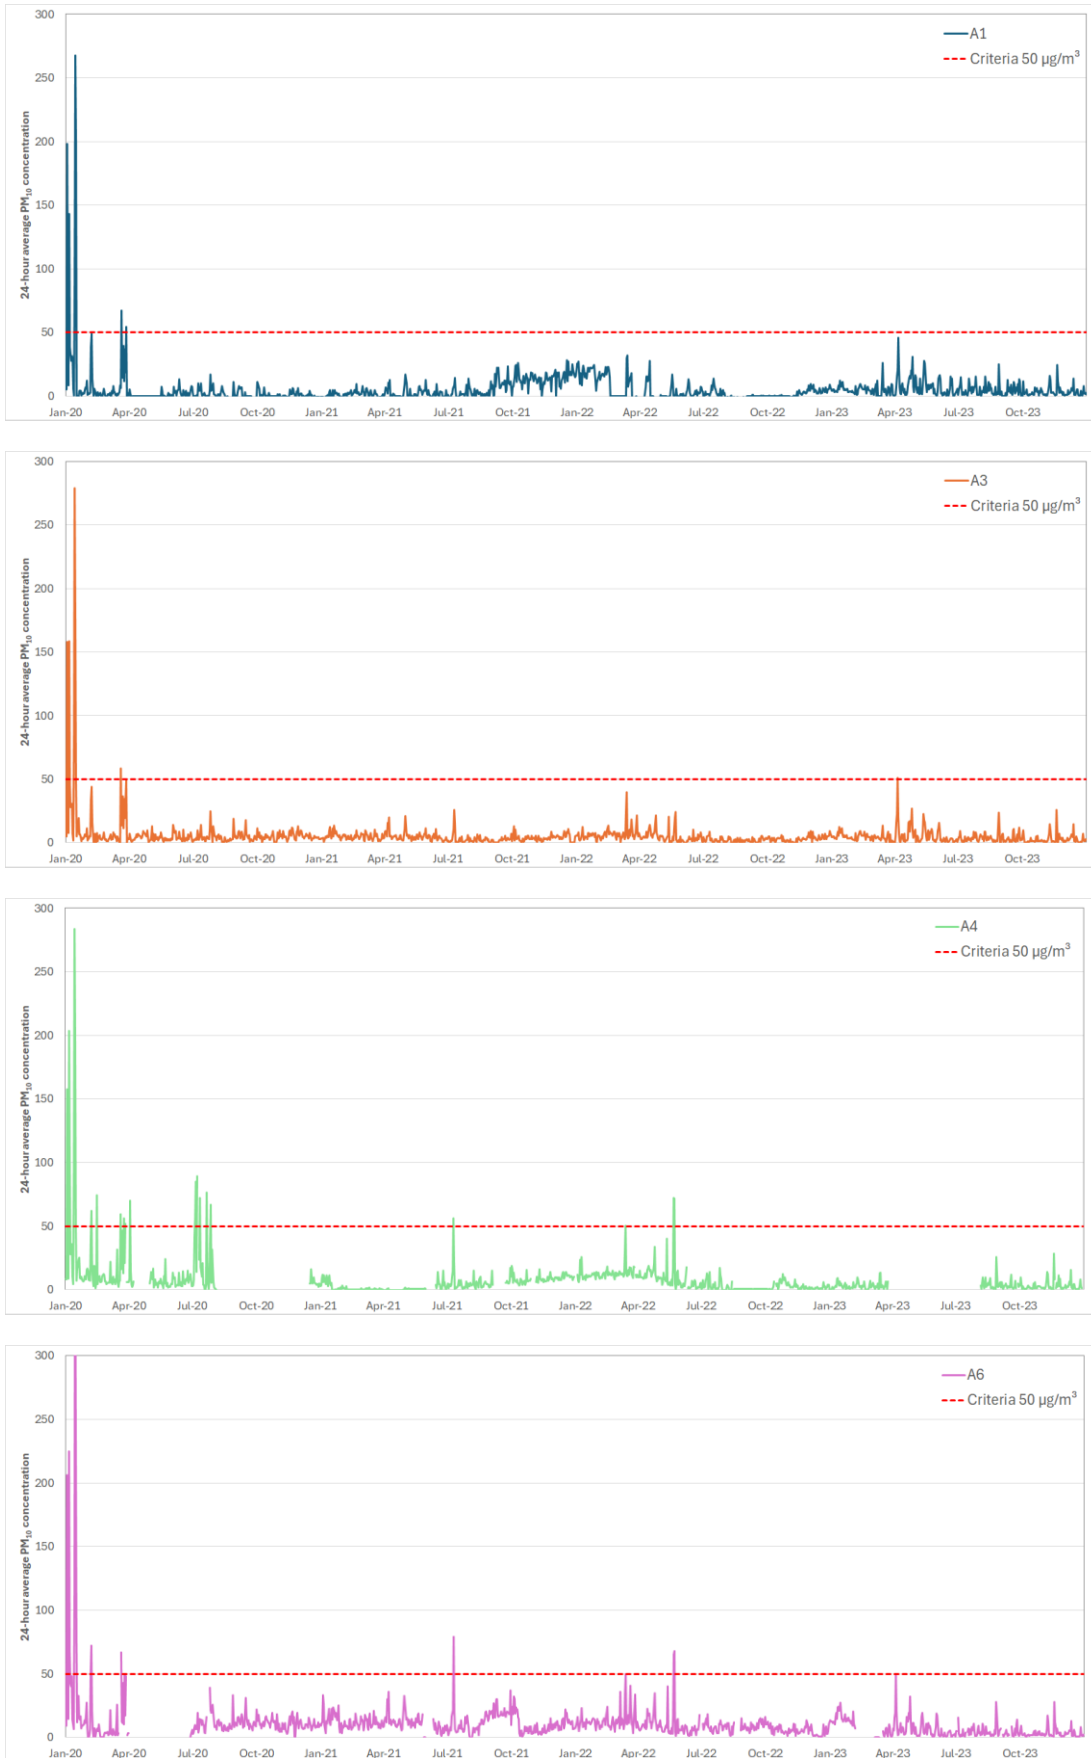 300
A1
Criteria 50 µg/m³
250
200
150
100
50
0
24-hour average PM₁₀ concentration
Jan-20 Apr-20 Jul-20 Oct-20 Jan-21 Apr-21 Jul-21 Oct-21 Jan-22 Apr-22 Jul-22 Oct-22 Jan-23 Apr-23 Jul-23 Oct-23
300
A3
Criteria 50 µg/m³
250
200
150
100
50
0
24-hour average PM₁₀ concentration
Jan-20 Apr-20 Jul-20 Oct-20 Jan-21 Apr-21 Jul-21 Oct-21 Jan-22 Apr-22 Jul-22 Oct-22 Jan-23 Apr-23 Jul-23 Oct-23
300
A4
Criteria 50 µg/m³
250
200
150
100
50
0
24-hour average PM₁₀ concentration
Jan-20 Apr-20 Jul-20 Oct-20 Jan-21 Apr-21 Jul-21 Oct-21 Jan-22 Apr-22 Jul-22 Oct-22 Jan-23 Apr-23 Jul-23 Oct-23
300
A6
Criteria 50 µg/m³
250
200
150
100
50
0
24-hour average PM₁₀ concentration
Jan-20 Apr-20 Jul-20 Oct-20 Jan-21 Apr-21 Jul-21 Oct-21 Jan-22 Apr-22 Jul-22 Oct-22 Jan-23 Apr-23 Jul-23 Oct-23